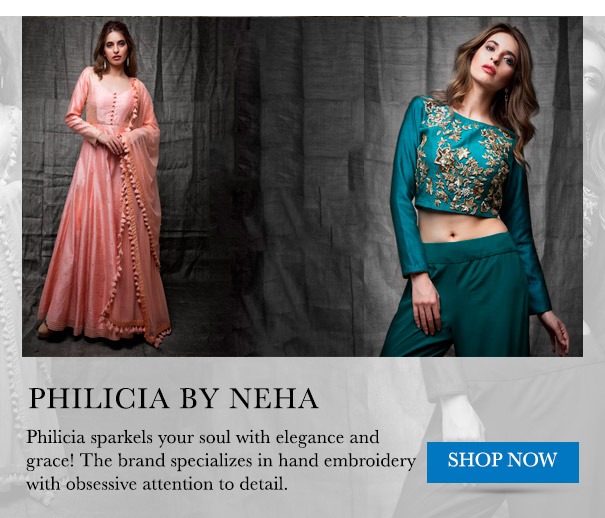 PHILICIA BY NEHA
Philicia sparkels your soul with elegance and
grace! The brand specializes in hand embroidery
with obsessive attention to detail.
SHOP NOW